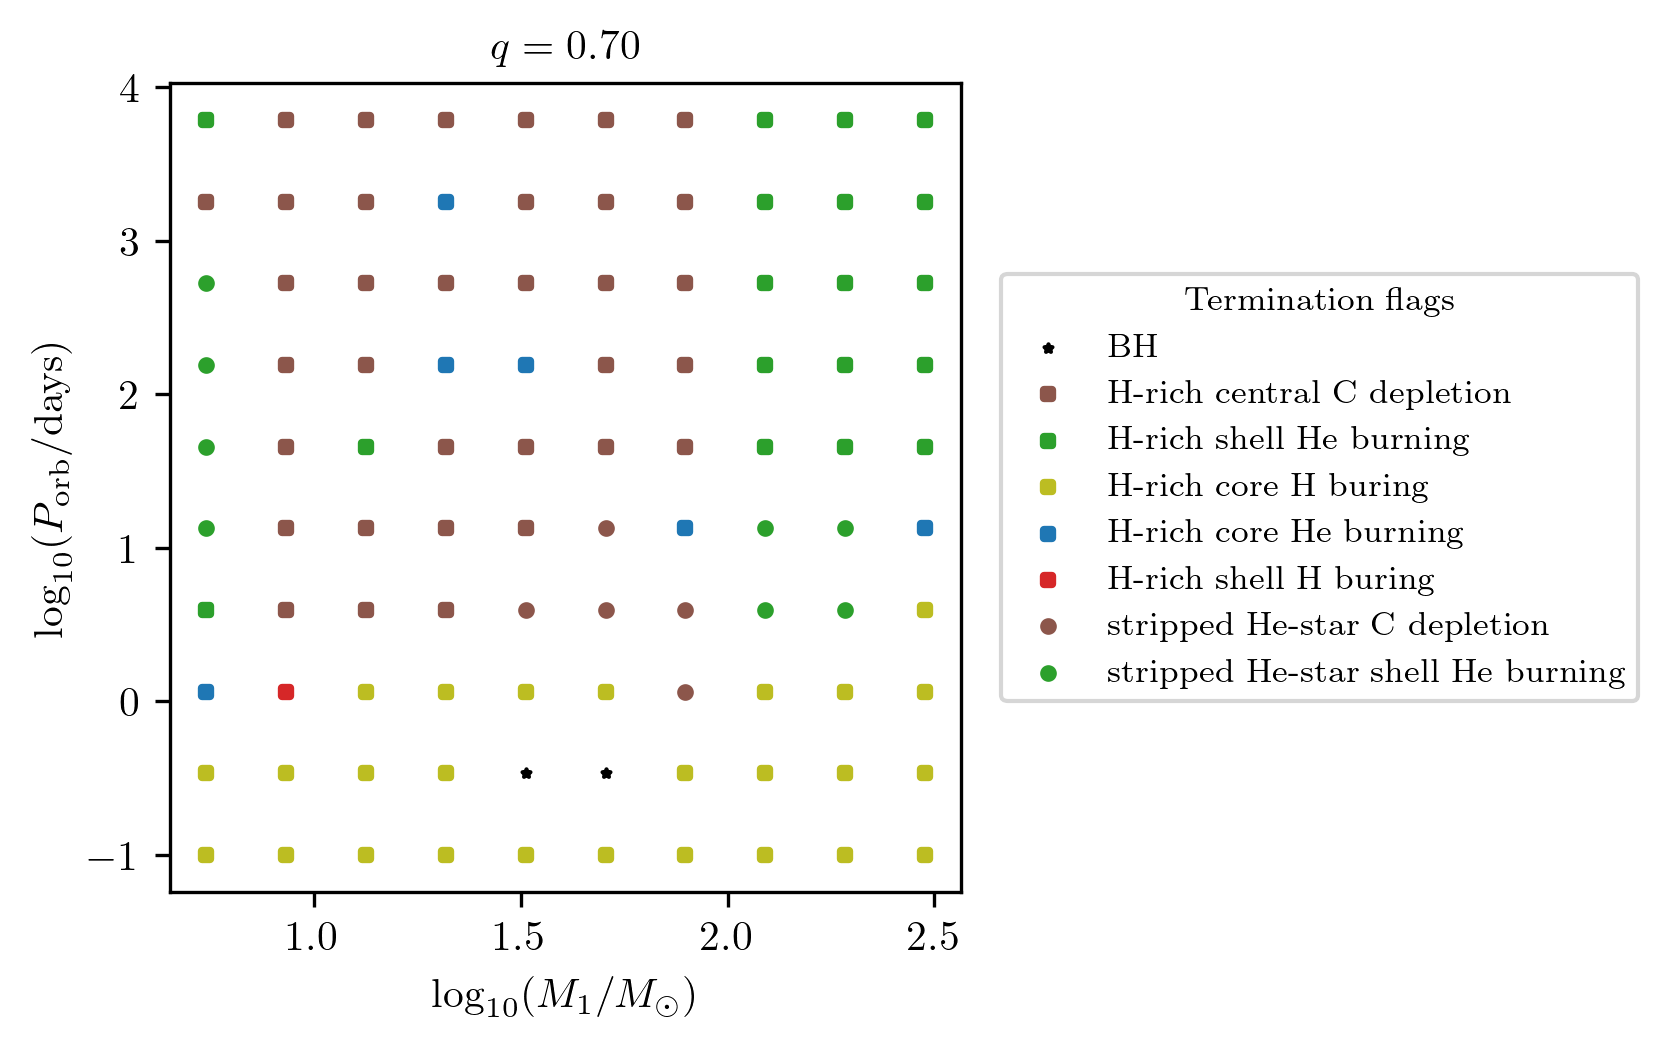 q = 0.70
4
3
2
1
0
−1
log₁₀(P_orb/days)
1.0 1.5 2.0 2.5
log₁₀(M₁/M_⊙)
Termination flags
BH
H-rich central C depletion
H-rich shell He burning
H-rich core H buring
H-rich core He burning
H-rich shell H buring
stripped He-star C depletion
stripped He-star shell He burning